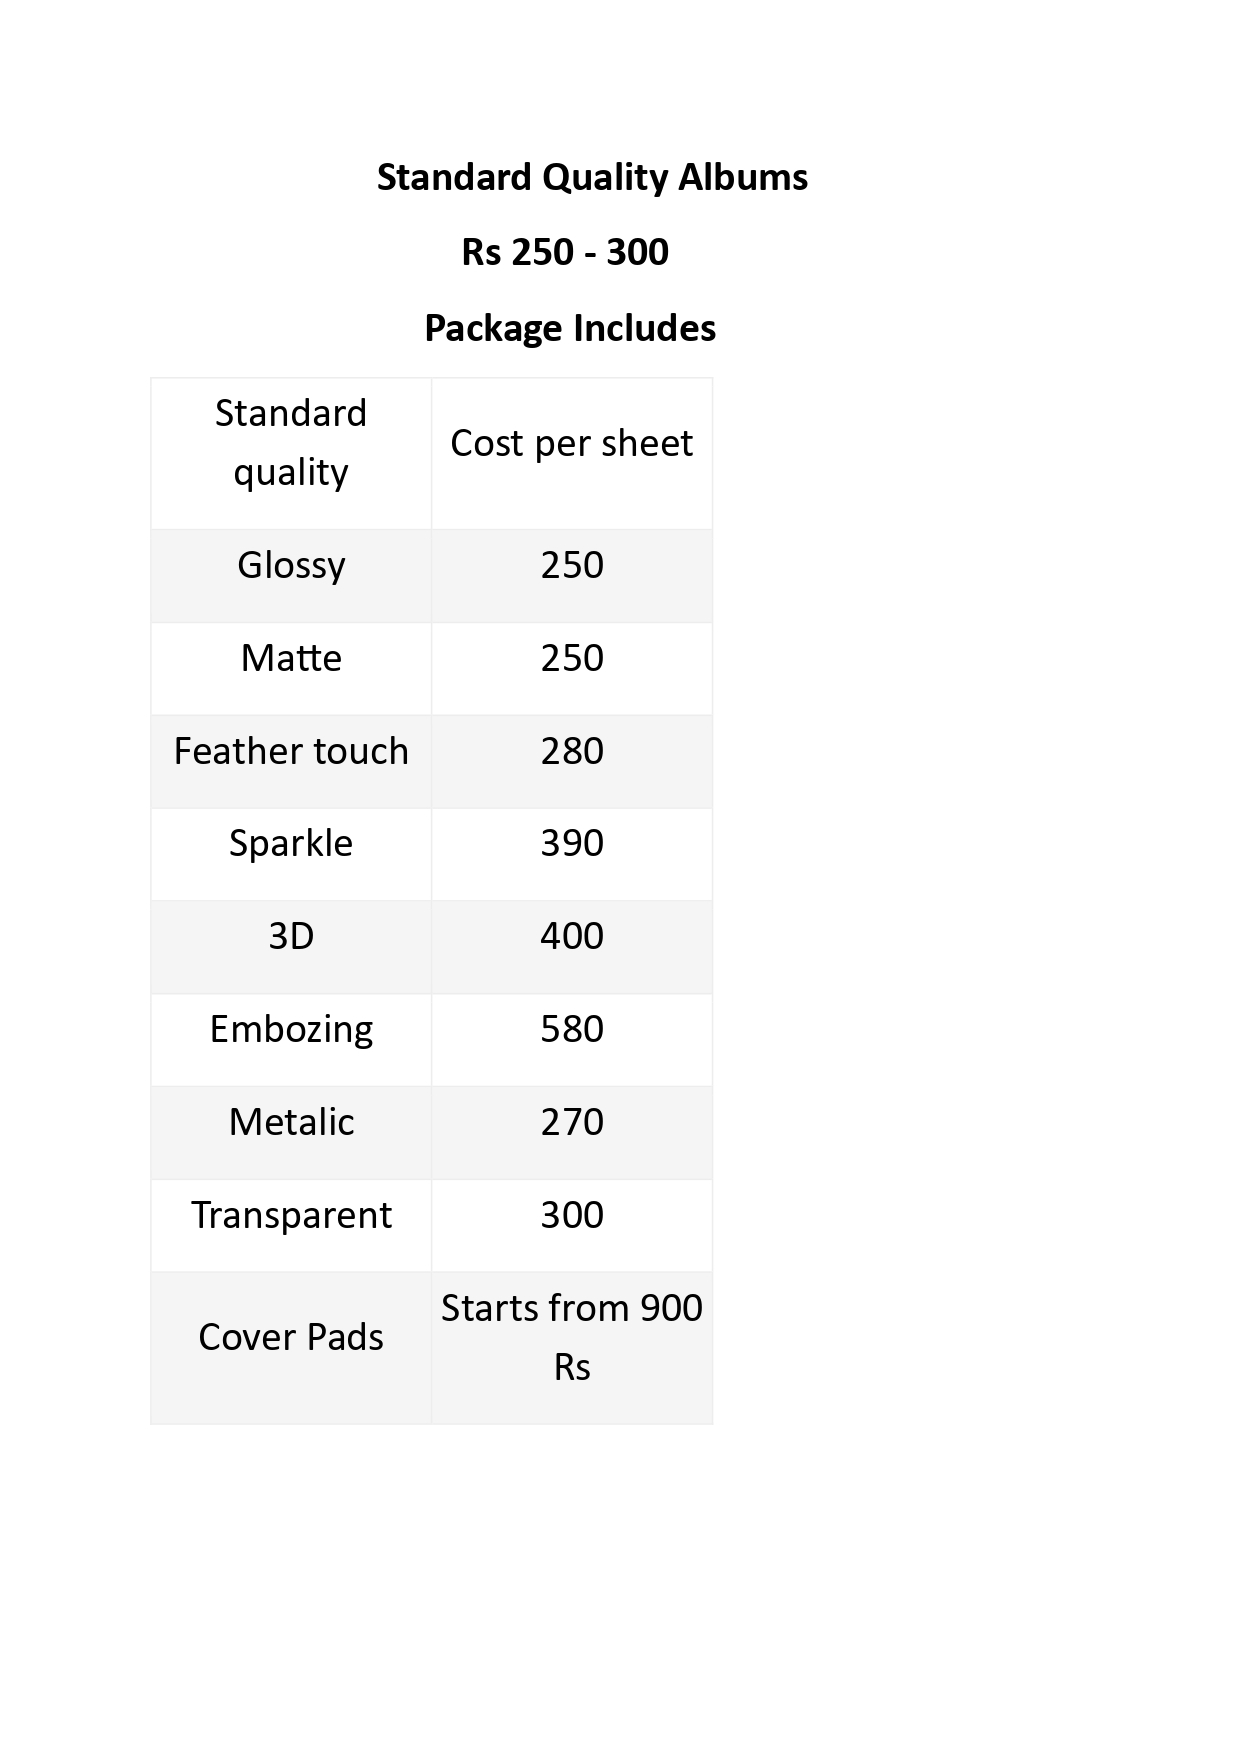 Standard Quality Albums
Rs 250 - 300
Package Includes
Standard
quality
Cost per sheet
Glossy 250
Matte 250
Feather touch 280
Sparkle 390
3D 400
Embozing 580
Metalic 270
Transparent 300
Cover Pads
Starts from 900
Rs